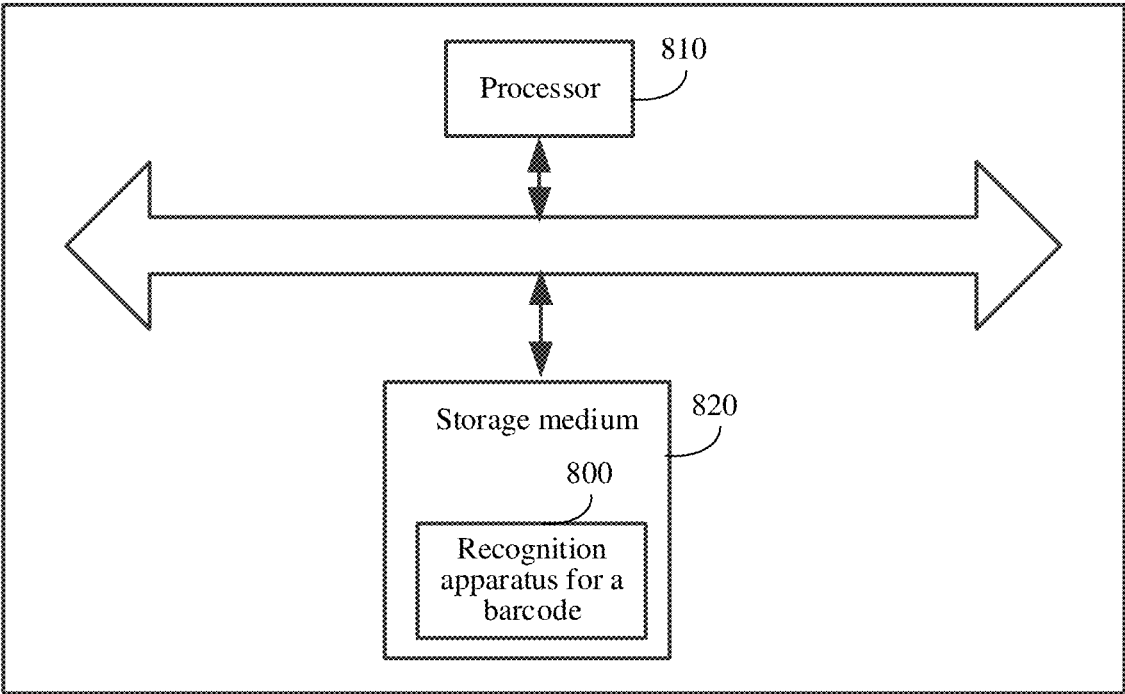 810
Processor
820
Storage medium
800
Recognition
apparatus for a
barcode